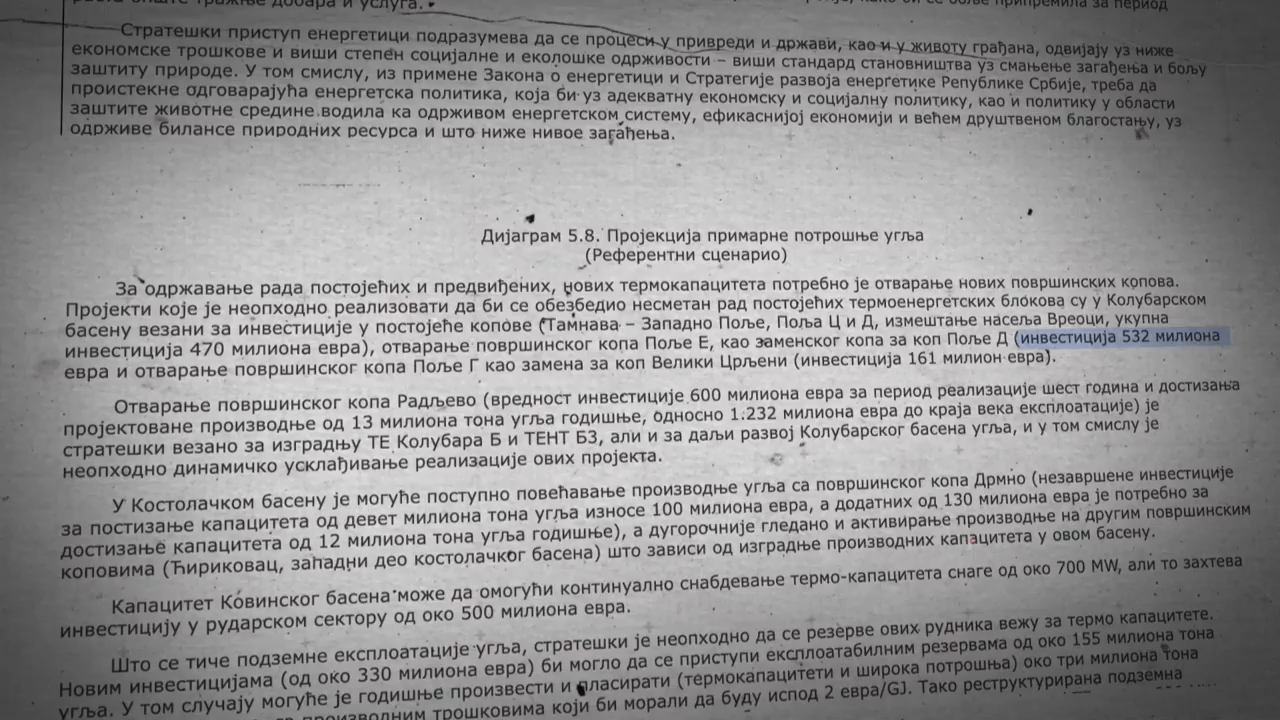 раста опште тражње добара и услуга.
како би се боље припремила за период
Стратешки приступ енергетици подразумева да се процеси у привреди и држави, као и у животу грађана, одвијају уз ниже
економске трошкове и виши степен социјалне и еколошке одрживости – виши стандард становништва уз смањење загађења и бољу
заштиту природе. У том смислу, из примене Закона о енергетици и Стратегије развоја енергетике Републике Србије, треба да
проистекне одговарајућа енергетска политика, која би уз адекватну економску и социјалну политику, као и политику у области
заштите животне средине водила ка одрживом енергетском систему, ефикаснијој економији и већем друштвеном благостању, уз
одрживе билансе природних ресурса и што ниже нивое загађења.
Дијаграм 5.8. Пројекција примарне потрошње угља
(Референтни сценарио)
За одржавање рада постојећих и предвиђених, нових термокапацитета потребно је отварање нових површинских копова.
Пројекти које је неопходно реализовати да би се обезбедио несметан рад постојећих термоенергетских блокова су у Колубарском
басену везани за инвестиције у постојеће копове (Тамнава – Западно Поље, Поља Ц и Д, измештање насеља Вреоци, укупна
инвестиција 470 милиона евра), отварање површинског копа Поље Е, као заменског копа за коп Поље Д (инвестиција 532 милиона
евра и отварање површинског копа Поље Г као замена за коп Велики Црљени (инвестиција 161 милион евра).
Отварање површинског копа Радљево (вредност инвестиције 600 милиона евра за период реализације шест година и достизања
пројектоване производње од 13 милиона тона угља годишње, односно 1.232 милиона евра до краја века експлоатације) је
стратешки везано за изградњу ТЕ Колубара Б и ТЕНТ Б3, али и за даљи развој Колубарског басена угља, и у том смислу је
неопходно динамичко усклађивање реализације ових пројекта.
У Костолачком басену је могуће поступно повећавање производње угља са површинског копа Дрмно (незавршене инвестиције
за постизање капацитета од девет милиона тона угља износе 100 милиона евра, а додатних од 130 милиона евра је потребно за
достизање капацитета од 12 милиона тона угља годишње), а дугорочније гледано и активирање производње на другим површинским
коповима (Ћириковац, западни део костолачког басена) што зависи од изградње производних капацитета у овом басену.
Капацитет Ковинског басена може да омогући континуално снабдевање термо-капацитета снаге од око 700 MW, али то захтева
инвестицију у рударском сектору од око 500 милиона евра.
Што се тиче подземне експлоатације угља, стратешки је неопходно да се резерве ових рудника вежу за термо капацитете.
Новим инвестицијама (од око 330 милиона евра) би могло да се приступи експлоатабилним резервама од око 155 милиона тона
угља. У том случају могуће је годишње произвести и пласирати (термокапацитети и широка потрошња) око три милиона тона
производним трошковима који би морали да буду испод 2 евра/GJ. Тако реструктурирана подземна